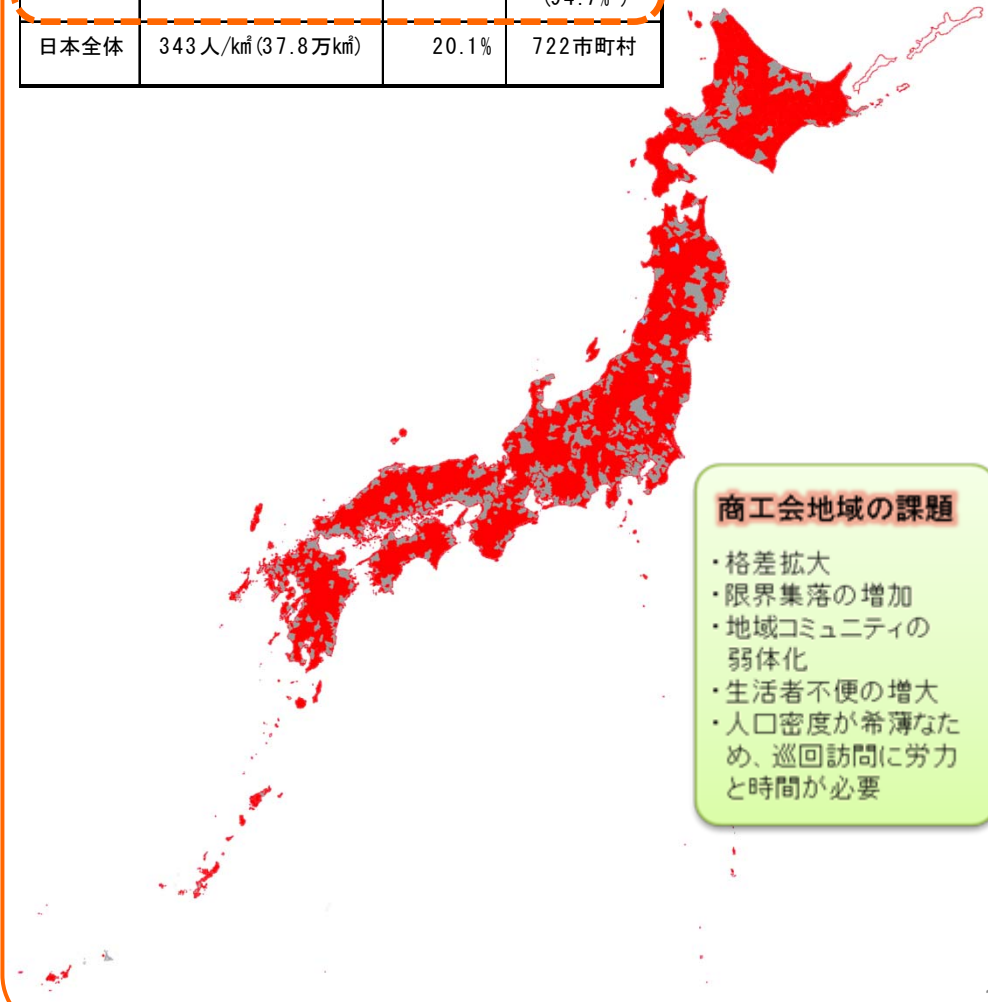 日本全体 343人/㎢(37.8万㎢) 20.1% 722市町村
商工会地域の課題
・格差拡大
・限界集落の増加
・地域コミュニティの
弱体化
・生活者不便の増大
・人口密度が希薄なた
め、巡回訪問に労力
と時間が必要